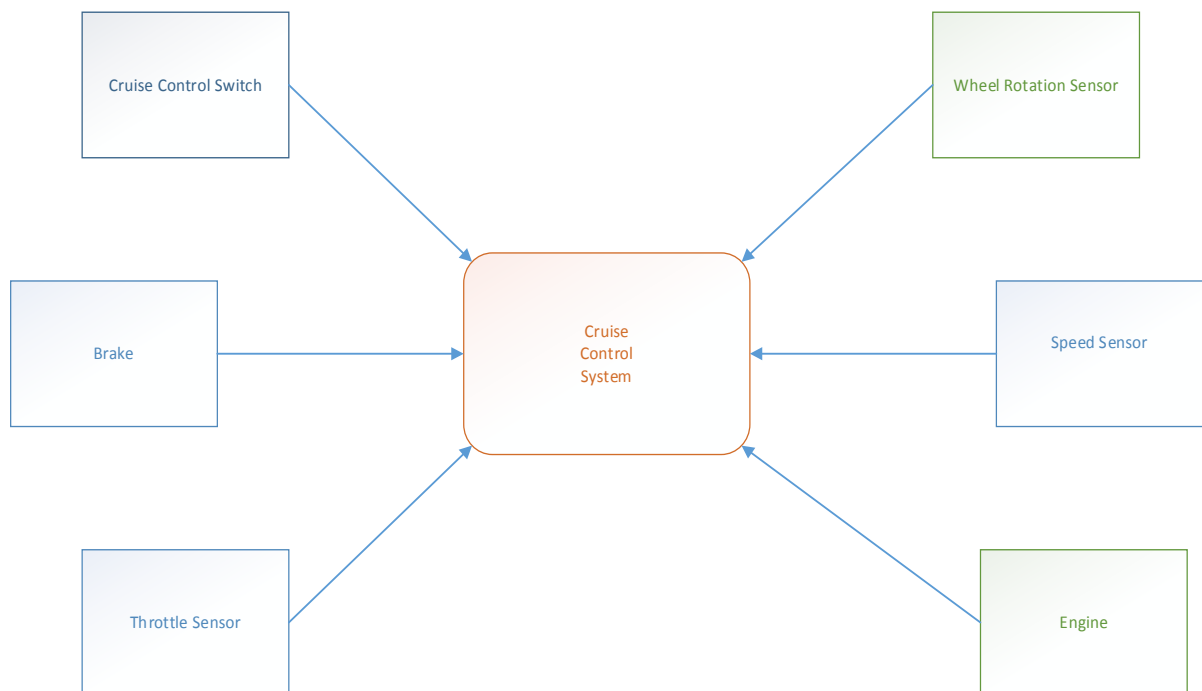 Cruise Control Switch
Wheel Rotation Sensor
Brake
Cruise
Control
System
Speed Sensor
Throttle Sensor
Engine